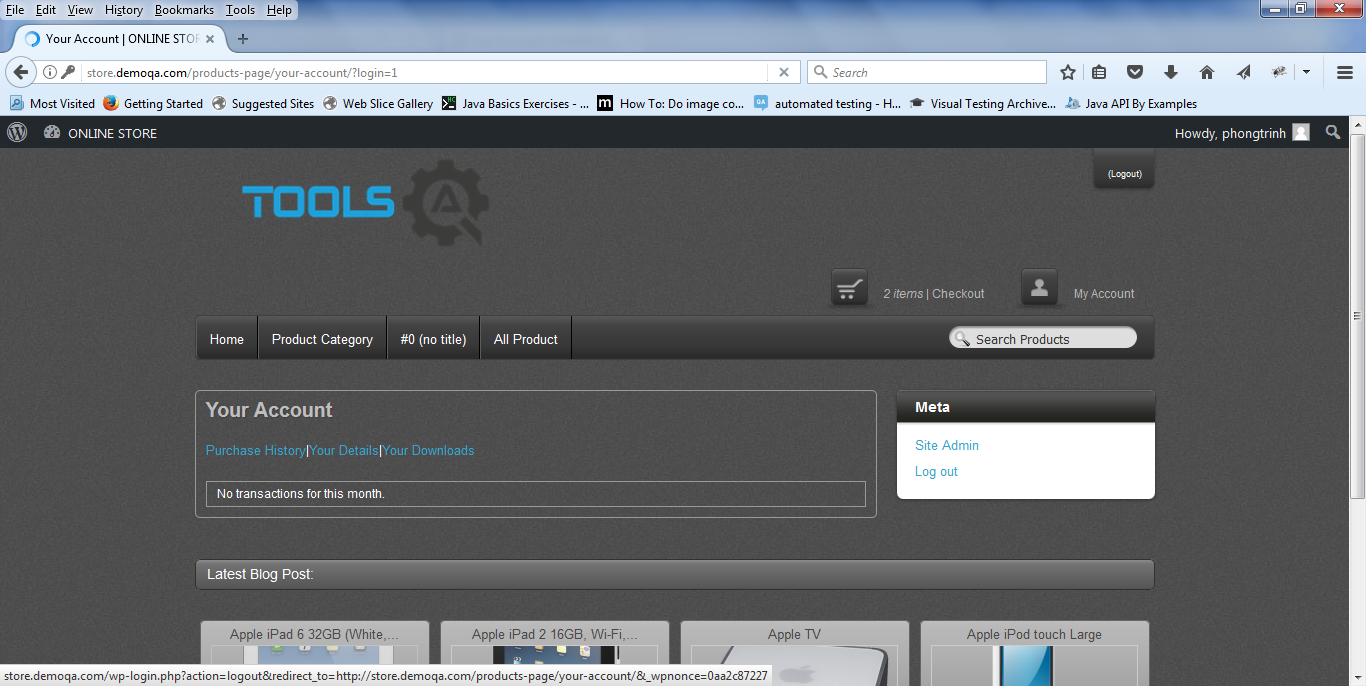 File Edit View History Bookmarks Tools Help
Your Account | ONLINE STOR
store.demoqa.com/products-page/your-account/?login=1
Search
Most Visited Getting Started Suggested Sites Web Slice Gallery Java Basics Exercises - ... How To: Do image co... automated testing - H... Visual Testing Archive... Java API By Examples
ONLINE STORE
Howdy, phongtrinh
(Logout)
TOOLS QA
2 items | Checkout
My Account
Home Product Category #0 (no title) All Product
Search Products
Your Account
Purchase History|Your Details|Your Downloads
No transactions for this month.
Meta
Site Admin
Log out
Latest Blog Post:
Apple iPad 6 32GB (White,... Apple iPad 2 16GB, Wi-Fi,... Apple TV Apple iPod touch Large
store.demoqa.com/wp-login.php?action=logout&redirect_to=http://store.demoqa.com/products-page/your-account/&_wpnonce=0aa2c87227